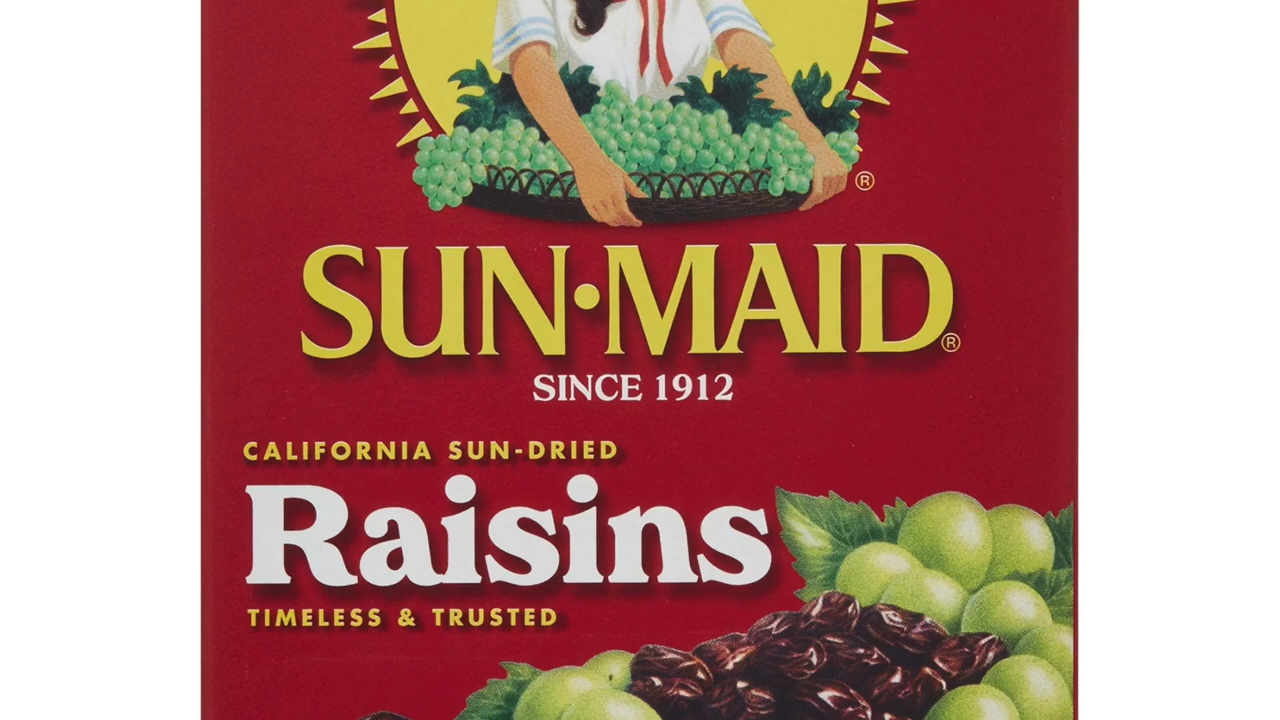 ®
SUN•MAID®
SINCE 1912
CALIFORNIA SUN-DRIED
Raisins
TIMELESS & TRUSTED